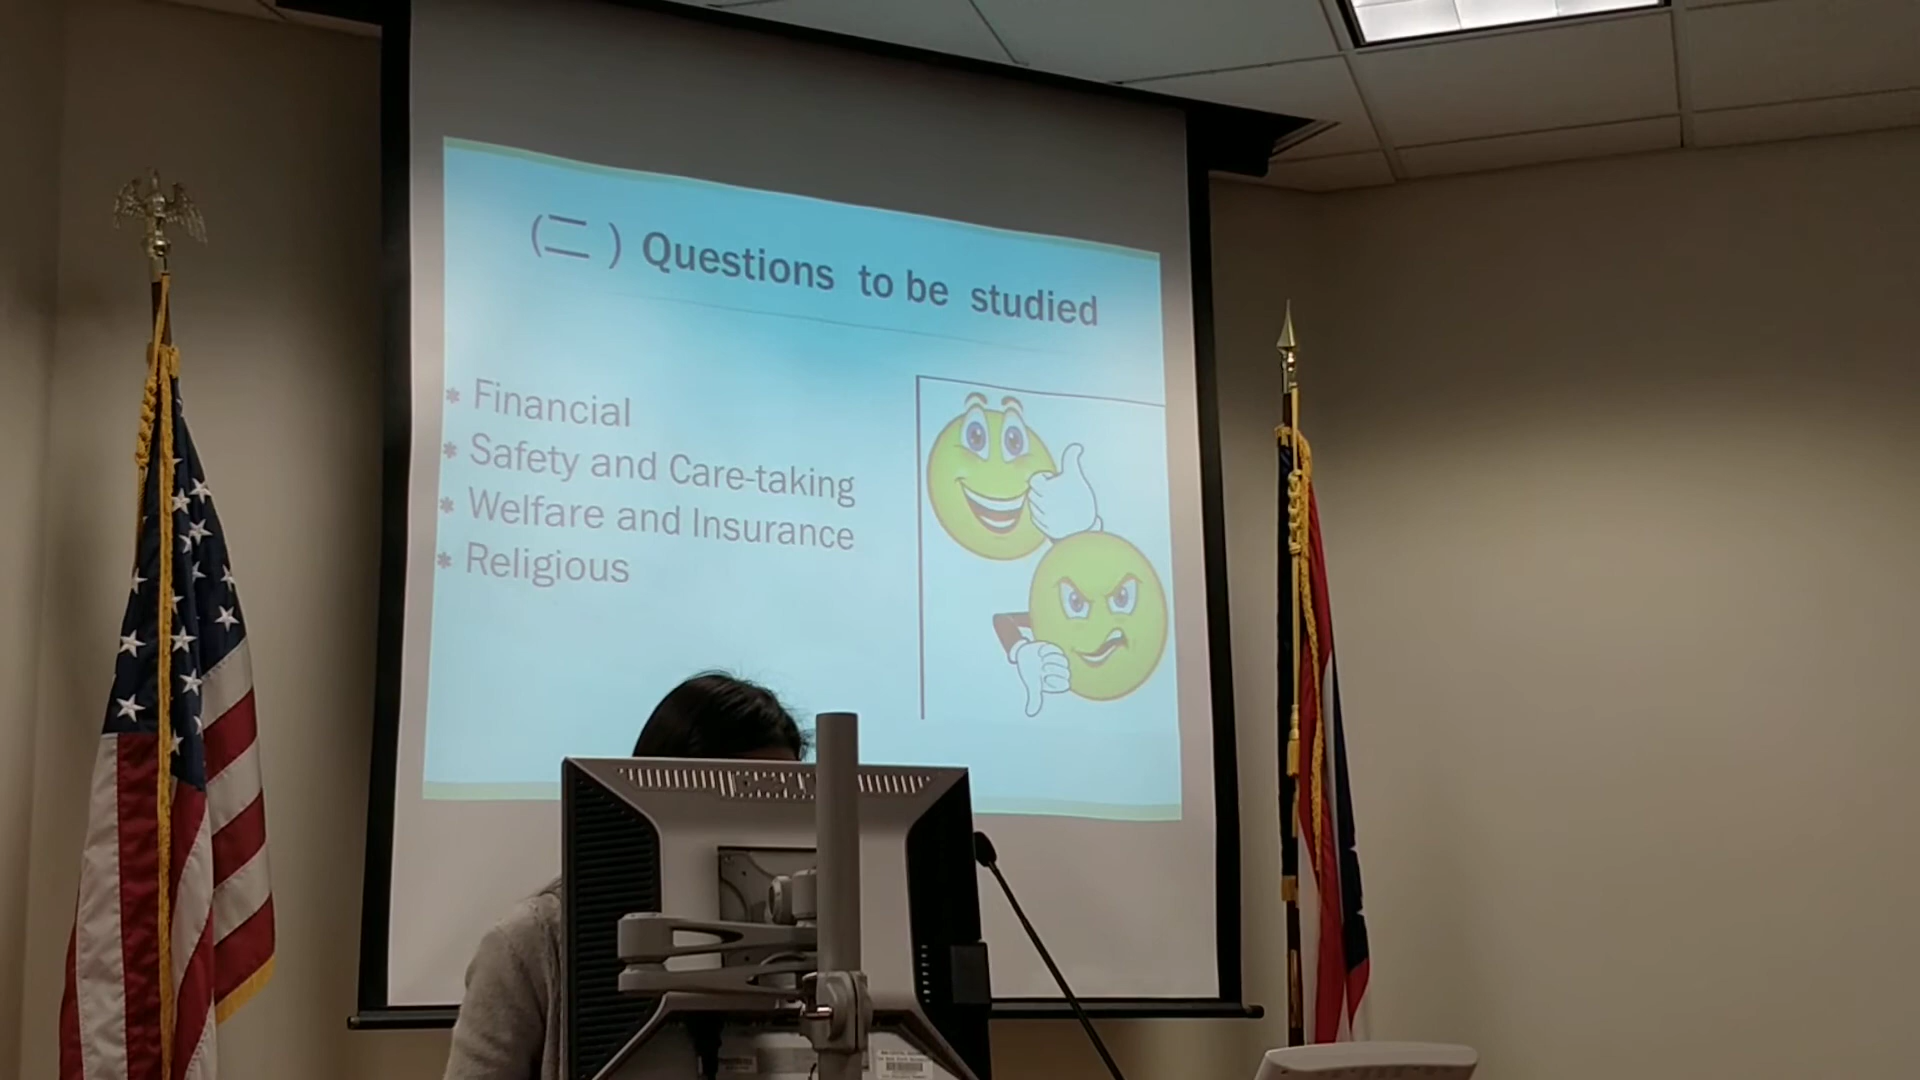 (二 ) Questions to be studied
* Financial
* Safety and Care-taking
* Welfare and Insurance
* Religious